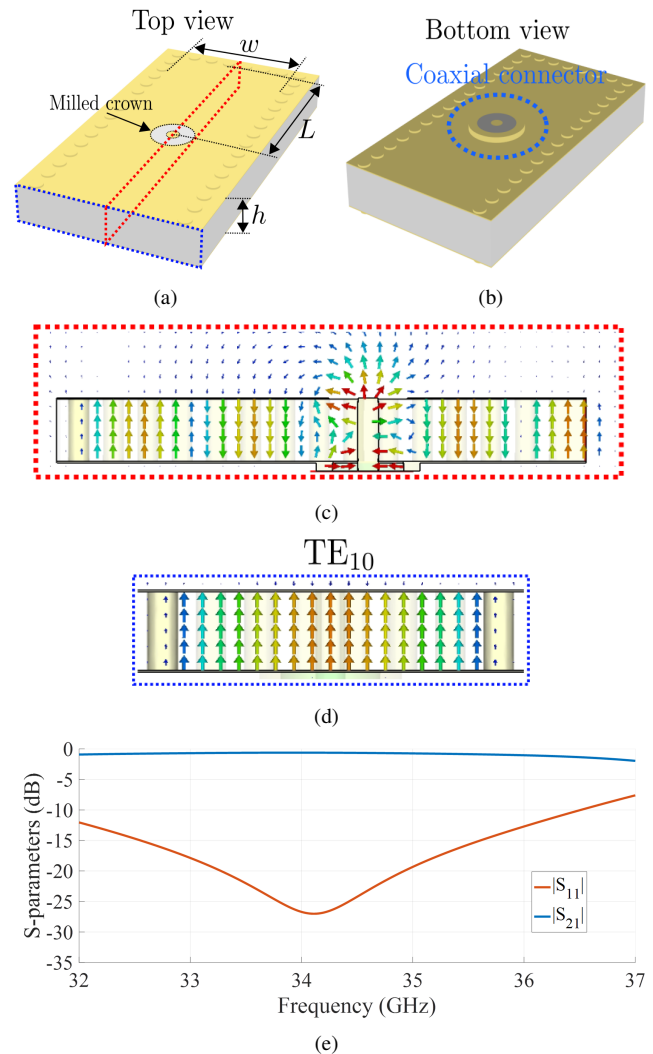 Top view
w
Milled crown
L
h
(a)
Bottom view
Coaxial connector
(b)
(c)
TE10
(d)
0
-5
-10
-15
-20
-25
-30
-35
S-parameters (dB)
|S11|
|S21|
32
33
34
35
36
37
Frequency (GHz)
(e)